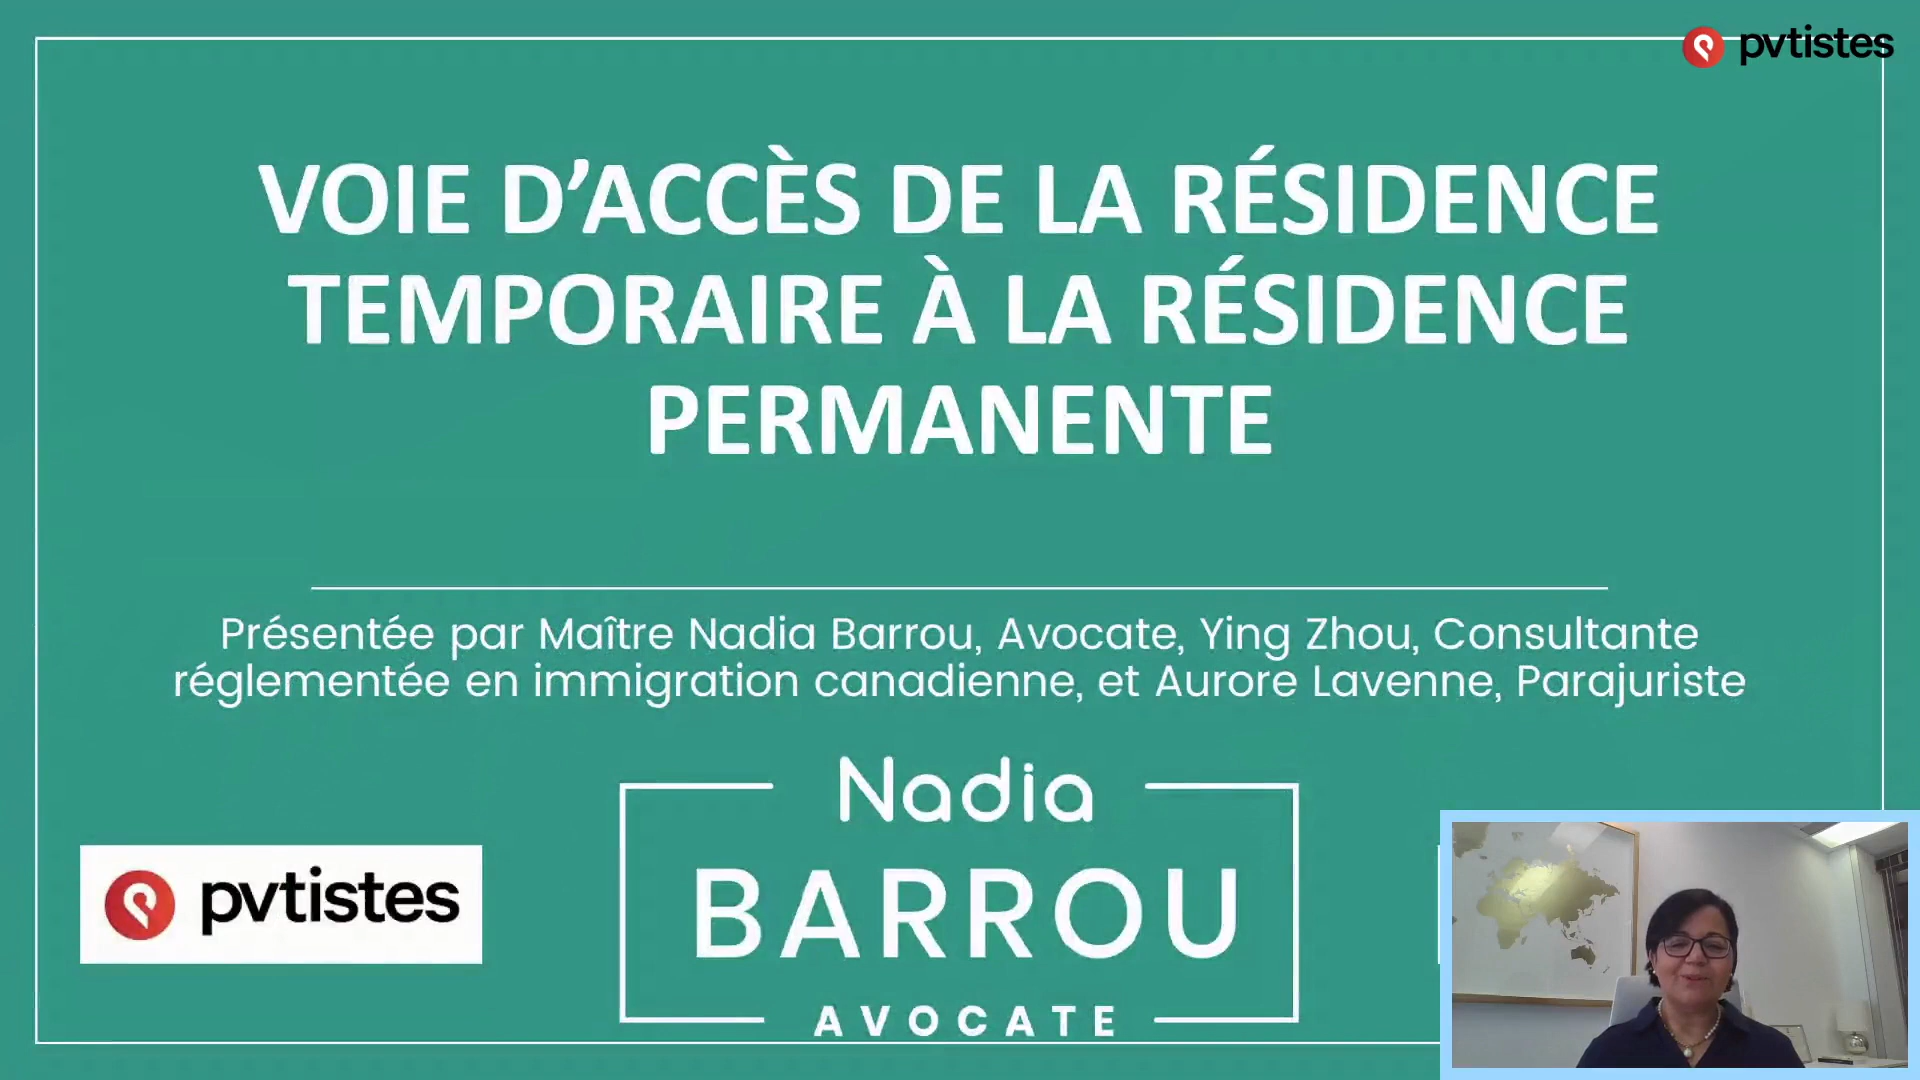 pvtistes
VOIE D’ACCÈS DE LA RÉSIDENCE
TEMPORAIRE À LA RÉSIDENCE
PERMANENTE
Présentée par Maître Nadia Barrou, Avocate, Ying Zhou, Consultante
réglementée en immigration canadienne, et Aurore Lavenne, Parajuriste
Nadia
BARROU
AVOCATE
pvtistes